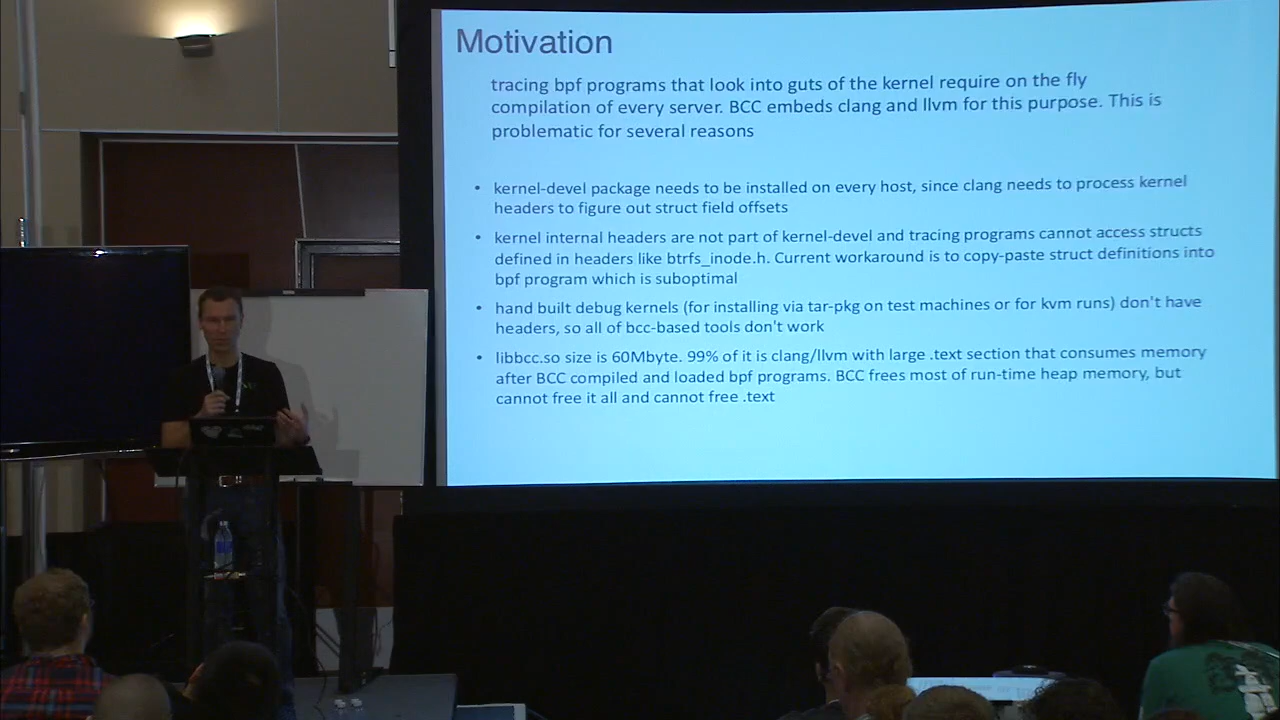 Motivation
tracing bpf programs that look into guts of the kernel require on the fly
compilation of every server. BCC embeds clang and llvm for this purpose. This is
problematic for several reasons
• kernel-devel package needs to be installed on every host, since clang needs to process kernel
headers to figure out struct field offsets
• kernel internal headers are not part of kernel-devel and tracing programs cannot access structs
defined in headers like btrfs_inode.h. Current workaround is to copy-paste struct definitions into
bpf program which is suboptimal
• hand built debug kernels (for installing via tar-pkg on test machines or for kvm runs) don't have
headers, so all of bcc-based tools don't work
• libbcc.so size is 60Mbyte. 99% of it is clang/llvm with large .text section that consumes memory
after BCC compiled and loaded bpf programs. BCC frees most of run-time heap memory, but
cannot free it all and cannot free .text